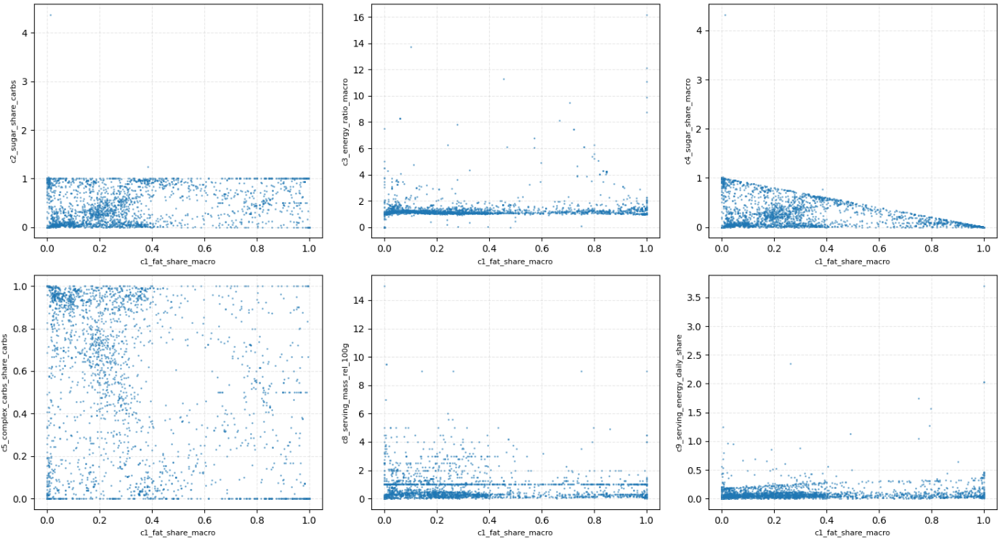 4
3
2
1
0
c2_sugar_share_carbs
0.0 0.2 0.4 0.6 0.8 1.0
c1_fat_share_macro
16
14
12
10
8
6
4
2
0
c3_energy_ratio_macro
0.0 0.2 0.4 0.6 0.8 1.0
c1_fat_share_macro
4
3
2
1
0
c4_sugar_share_macro
0.0 0.2 0.4 0.6 0.8 1.0
c1_fat_share_macro
1.0
0.8
0.6
0.4
0.2
0.0
c5_complex_carbs_share_carbs
0.0 0.2 0.4 0.6 0.8 1.0
c1_fat_share_macro
14
12
10
8
6
4
2
0
c8_serving_mass_rel_100g
0.0 0.2 0.4 0.6 0.8 1.0
c1_fat_share_macro
3.5
3.0
2.5
2.0
1.5
1.0
0.5
0.0
c9_serving_energy_daily_share
0.0 0.2 0.4 0.6 0.8 1.0
c1_fat_share_macro